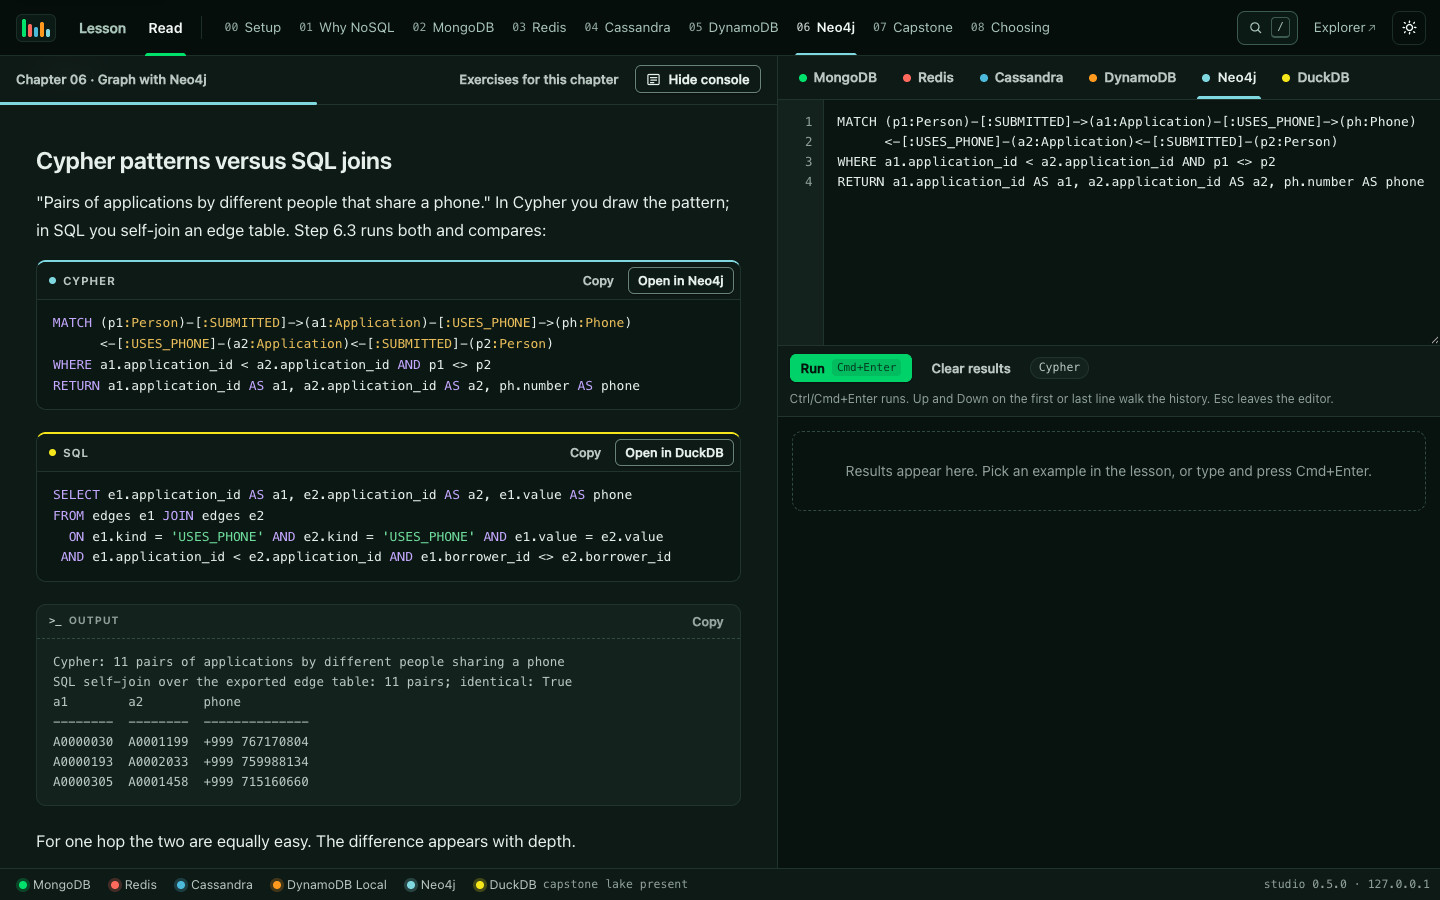 Lesson Read 00 Setup 01 Why NoSQL 02 MongoDB 03 Redis 04 Cassandra 05 DynamoDB 06 Neo4j 07 Capstone 08 Choosing / Explorer↗
Chapter 06 · Graph with Neo4j Exercises for this chapter Hide console
Cypher patterns versus SQL joins
"Pairs of applications by different people that share a phone." In Cypher you draw the pattern;
in SQL you self-join an edge table. Step 6.3 runs both and compares:
CYPHER Copy Open in Neo4j
MATCH (p1:Person)-[:SUBMITTED]->(a1:Application)-[:USES_PHONE]->(ph:Phone)
<-[:USES_PHONE]-(a2:Application)<-[:SUBMITTED]-(p2:Person)
WHERE a1.application_id < a2.application_id AND p1 <> p2
RETURN a1.application_id AS a1, a2.application_id AS a2, ph.number AS phone
SQL Copy Open in DuckDB
SELECT e1.application_id AS a1, e2.application_id AS a2, e1.value AS phone
FROM edges e1 JOIN edges e2
ON e1.kind = 'USES_PHONE' AND e2.kind = 'USES_PHONE' AND e1.value = e2.value
AND e1.application_id < e2.application_id AND e1.borrower_id <> e2.borrower_id
>_ OUTPUT Copy
Cypher: 11 pairs of applications by different people sharing a phone
SQL self-join over the exported edge table: 11 pairs; identical: True
a1 a2 phone
-------- -------- --------------
A0000030 A0001199 +999 767170804
A0000193 A0002033 +999 759988134
A0000305 A0001458 +999 715160660
For one hop the two are equally easy. The difference appears with depth.
MongoDB Redis Cassandra DynamoDB Neo4j DuckDB
1 MATCH (p1:Person)-[:SUBMITTED]->(a1:Application)-[:USES_PHONE]->(ph:Phone)
2 <-[:USES_PHONE]-(a2:Application)<-[:SUBMITTED]-(p2:Person)
3 WHERE a1.application_id < a2.application_id AND p1 <> p2
4 RETURN a1.application_id AS a1, a2.application_id AS a2, ph.number AS phone
Run Cmd+Enter Clear results Cypher
Ctrl/Cmd+Enter runs. Up and Down on the first or last line walk the history. Esc leaves the editor.
Results appear here. Pick an example in the lesson, or type and press Cmd+Enter.
MongoDB Redis Cassandra DynamoDB Local Neo4j DuckDB capstone lake present studio 0.5.0 · 127.0.0.1